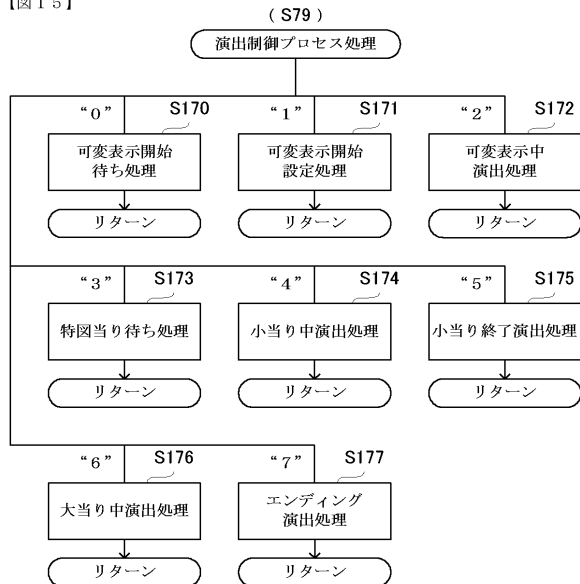 【図１５】
（S79）
演出制御プロセス処理
“０” S170
“１” S171
“２” S172
可変表示開始
待ち処理
可変表示開始
設定処理
可変表示中
演出処理
リターン
リターン
リターン
“３” S173
“４” S174
“５” S175
特図当り待ち処理
小当り中演出処理
小当り終了演出処理
リターン
リターン
リターン
“６” S176
“７” S177
大当り中演出処理
エンディング
演出処理
リターン
リターン